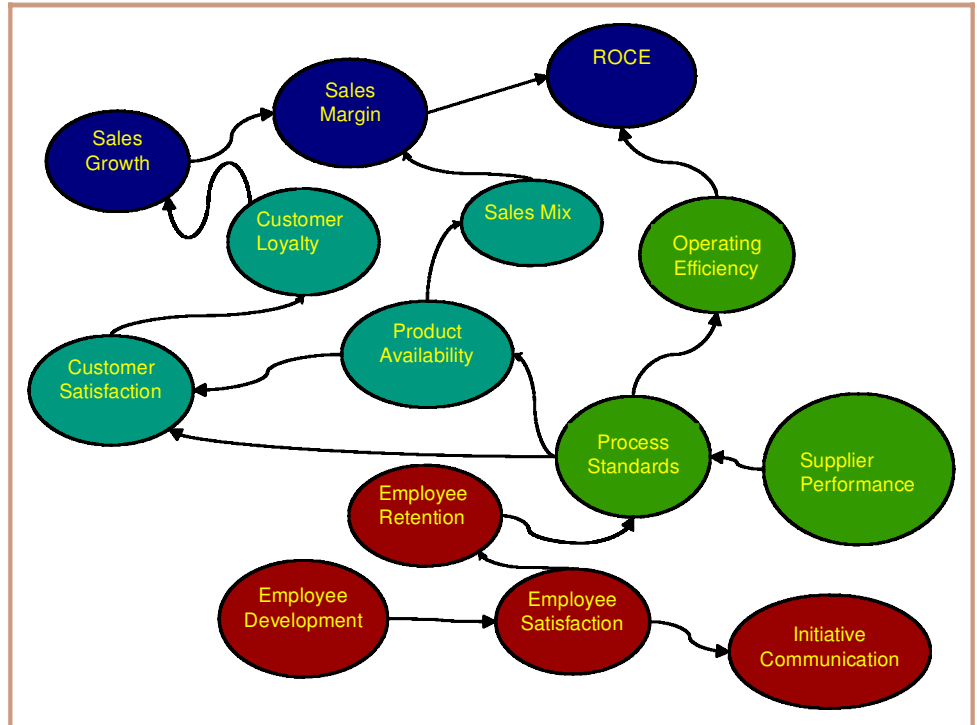 ROCE
Sales
Margin
Sales
Growth
Customer
Loyalty
Sales Mix
Operating
Efficiency
Product
Availability
Customer
Satisfaction
Process
Standards
Supplier
Performance
Employee
Retention
Employee
Development
Employee
Satisfaction
Initiative
Communication